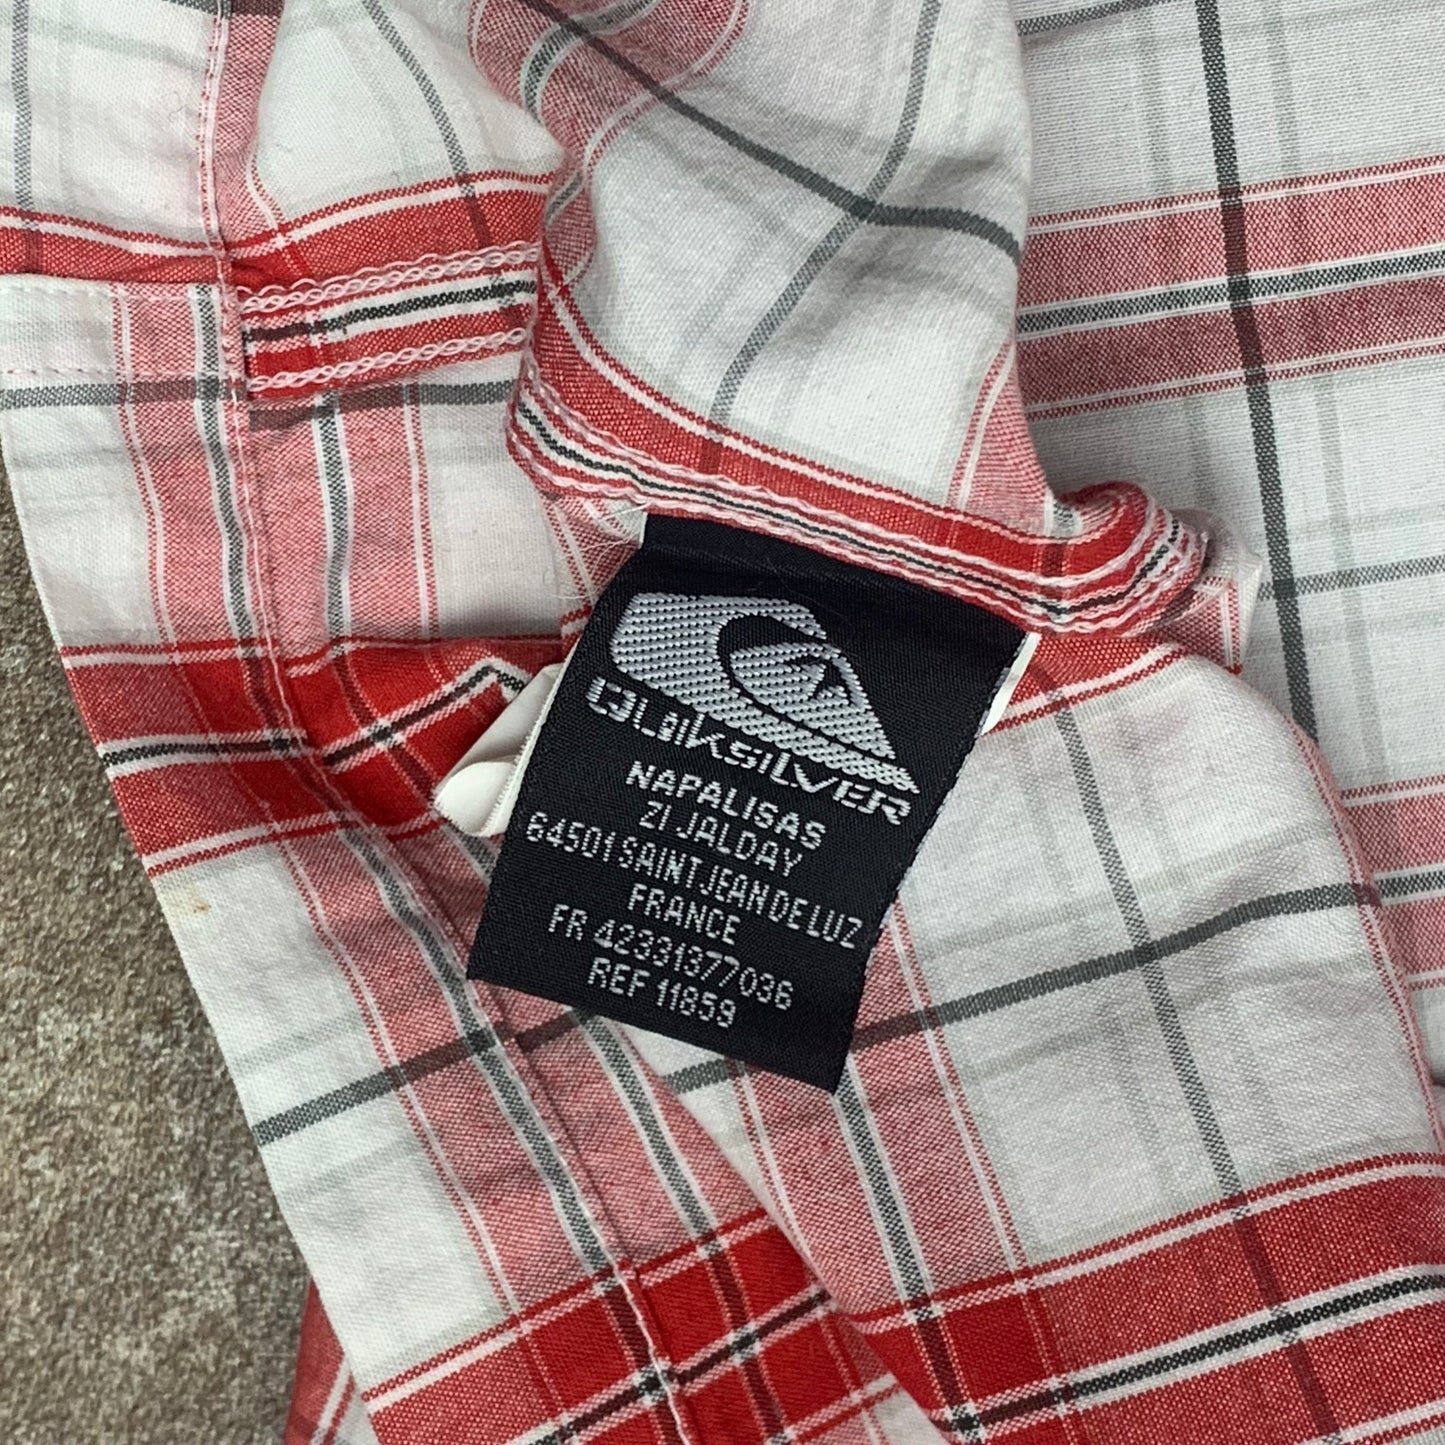 QUIKSILVER
NAPALISAS
ZI JALDAY
64501 SAINT JEAN DE LUZ
FRANCE
FR 42331377036
REF 11859